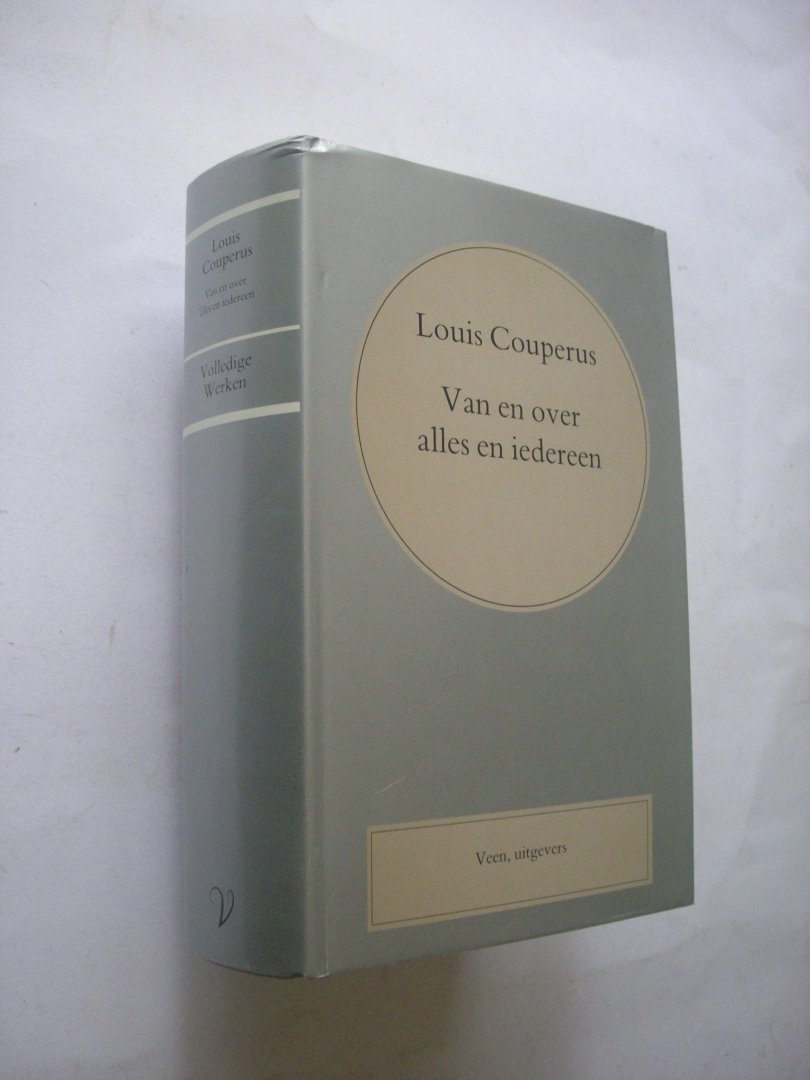 Louis
Couperus
Van en over
alles en iedereen
Volledige
Werken
V
Louis Couperus
Van en over
alles en iedereen
Veen, uitgevers